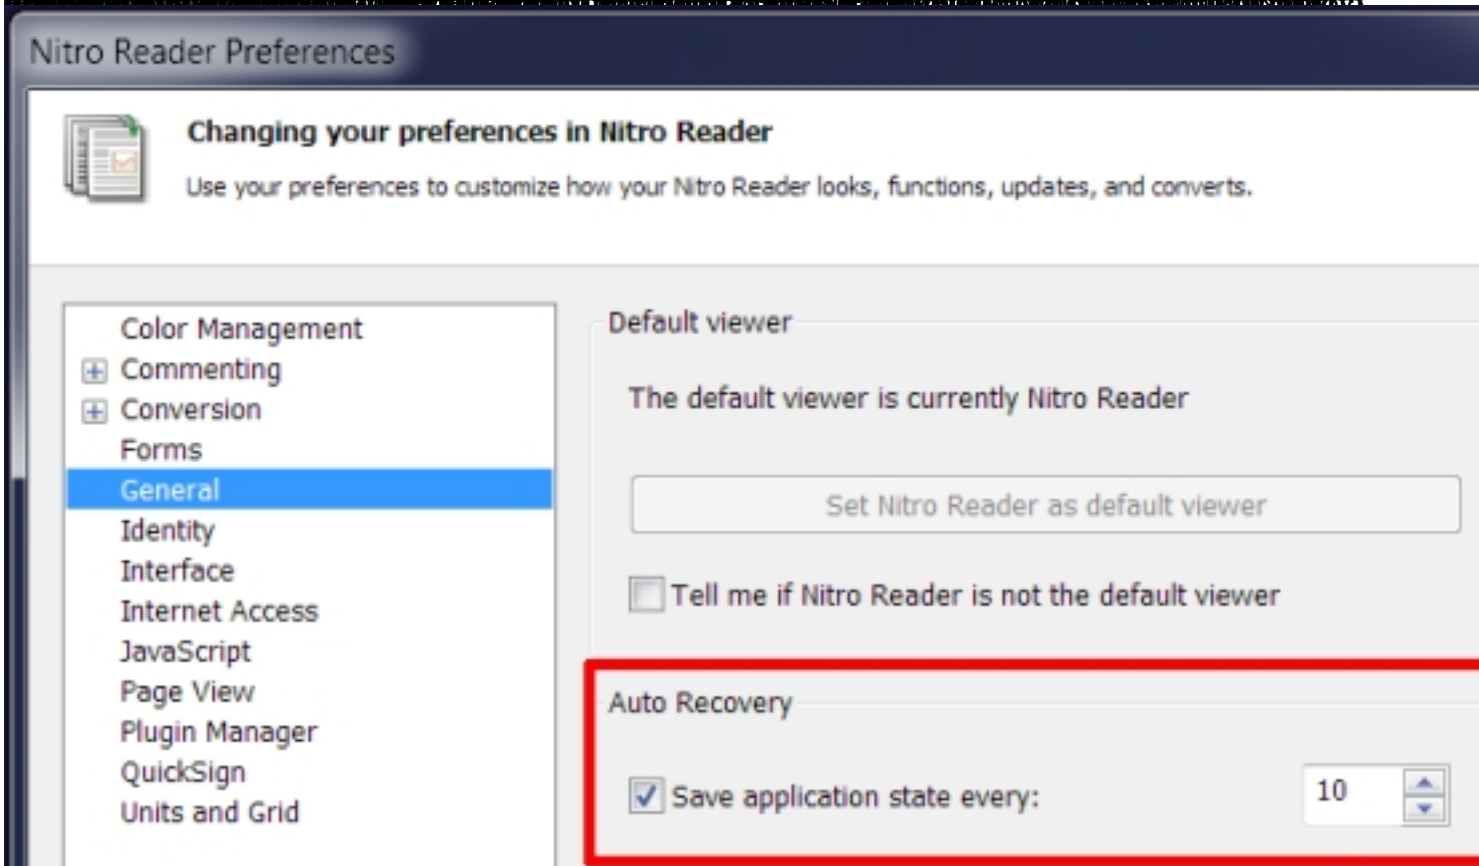 Nitro Reader Preferences
Changing your preferences in Nitro Reader
Use your preferences to customize how your Nitro Reader looks, functions, updates, and converts.
Color Management
Commenting
Conversion
Forms
General
Identity
Interface
Internet Access
JavaScript
Page View
Plugin Manager
QuickSign
Units and Grid
Default viewer
The default viewer is currently Nitro Reader
Set Nitro Reader as default viewer
Tell me if Nitro Reader is not the default viewer
Auto Recovery
Save application state every: 10